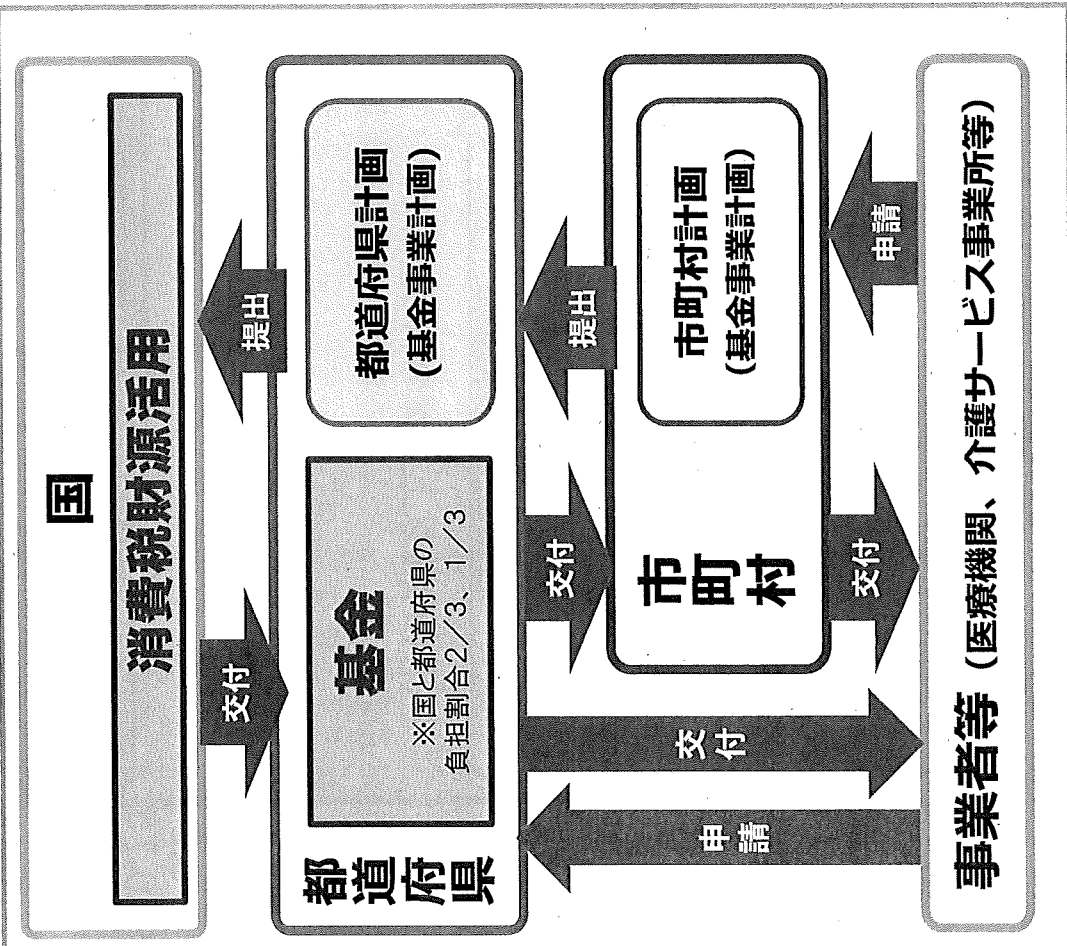 国
消費税財源活用
交付
提出
都道府県
基金
※国と都道府県の
負担割合2/3、1/3
都道府県計画
(基金事業計画)
申請
交付
交付
提出
市町村
市町村計画
(基金事業計画)
交付
申請
事業者等(医療機関、介護サービス事業所等)